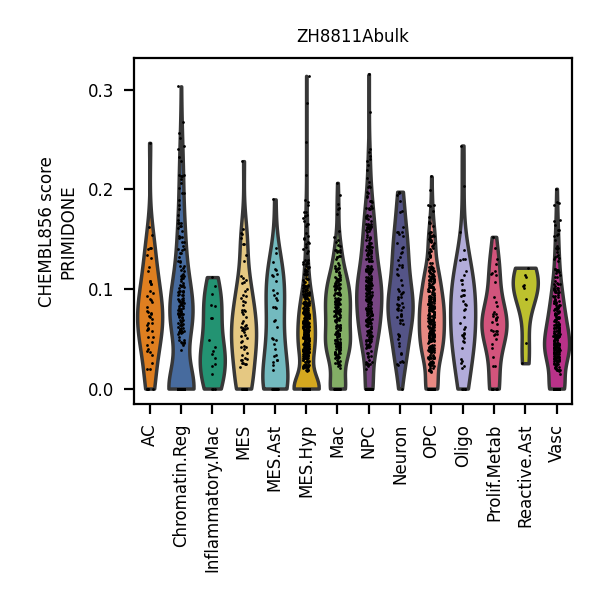 ZH8811Abulk
CHEMBL856 score
PRIMIDONE
0.3
0.2
0.1
0.0
AC
Chromatin.Reg
Inflammatory.Mac
MES
MES.Ast
MES.Hyp
Mac
NPC
Neuron
OPC
Oligo
Prolif.Metab
Reactive.Ast
Vasc